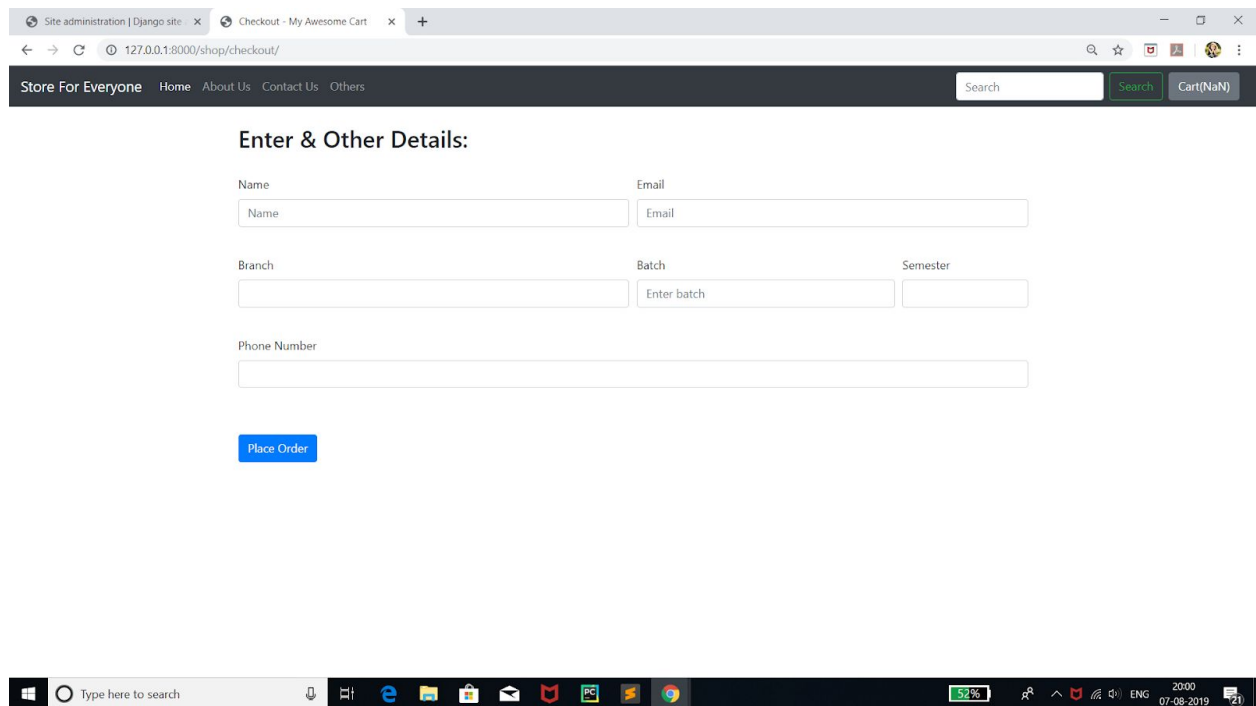 Site administration | Django site
Checkout - My Awesome Cart
127.0.0.1:8000/shop/checkout/
Store For Everyone Home About Us Contact Us Others Search Search Cart(NaN)
Enter & Other Details:
Name Email
Name Email
Branch Batch Semester
Enter batch
Phone Number
Place Order
Type here to search
PC
52%
ENG
20:00
07-08-2019
21